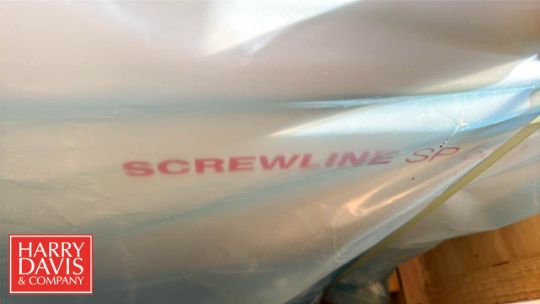 SCREWLINE SP
HARRY
DAVIS
& COMPANY